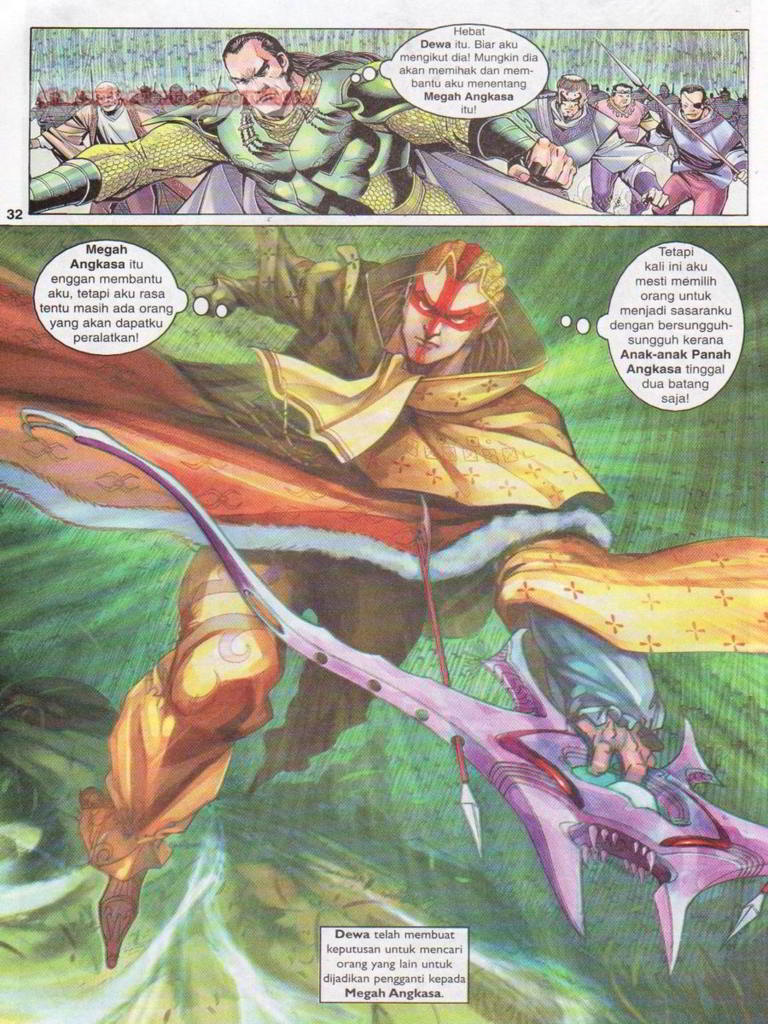 Hebat
Dewa itu. Biar aku
mengikut dia! Mungkin dia
akan memihak dan mem-
bantu aku menentang
Megah Angkasa
itu!
32
Megah
Angkasa itu
enggan membantu
aku, tetapi aku rasa
tentu masih ada orang
yang akan dapatku
peralatkan!
Tetapi
kali ini aku
mesti memilih
orang untuk
menjadi sasaranku
dengan bersungguh-
sungguh kerana
Anak-anak Panah
Angkasa tinggal
dua batang
saja!
Dewa telah membuat
keputusan untuk mencari
orang yang lain untuk
dijadikan pengganti kepada
Megah Angkasa.